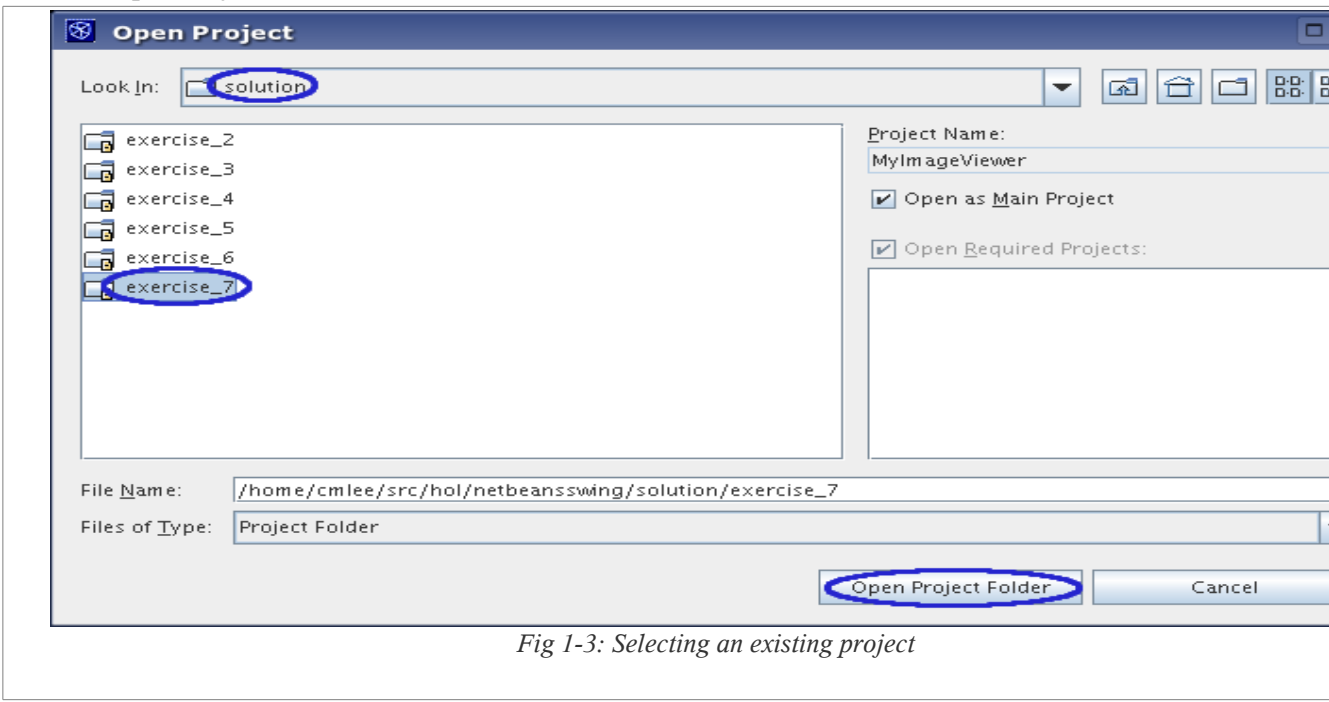 Open Project
Look In: solution
exercise_2
exercise_3
exercise_4
exercise_5
exercise_6
exercise_7
Project Name:
MyImageViewer
Open as Main Project
Open Required Projects:
File Name: /home/cmlee/src/hol/netbeansswing/solution/exercise_7
Files of Type: Project Folder
Open Project Folder Cancel
Fig 1-3: Selecting an existing project